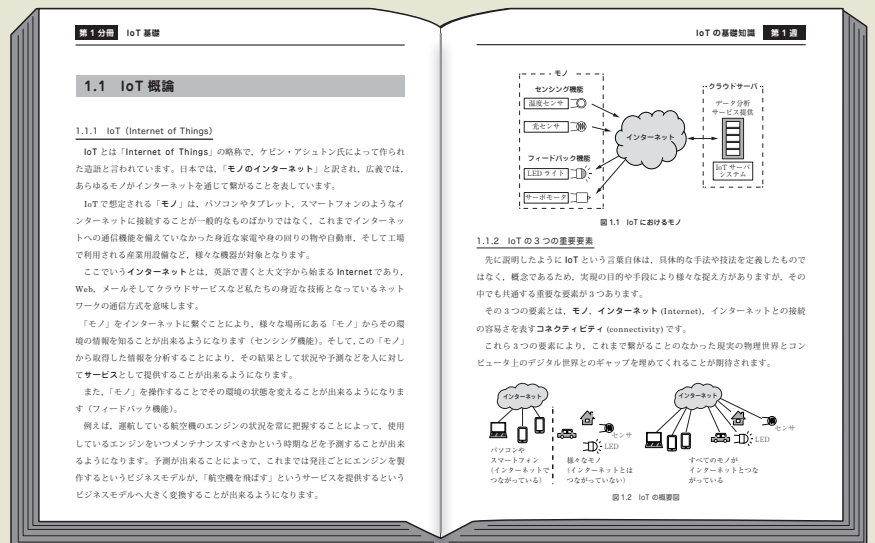 第1分冊 IoT 基礎
1.1 IoT 概論
1.1.1 IoT（Internet of Things）
IoT とは「Internet of Things」の略称で，ケビン・アシュトン氏によって作られ
た造語と言われています。日本では，「モノのインターネット」と訳され，広義では，
あらゆるモノがインターネットを通じて繋がることを表しています。
IoT で想定される「モノ」は，パソコンやタブレット，スマートフォンのようなイ
ンターネットに接続することが一般的なものばかりではなく，これまでインターネッ
トへの通信機能を備えていなかった身近な家電や身の回りの物や自動車，そして工場
で利用される産業用設備など，様々な機器が対象となります。
ここでいうインターネットとは，英語で書くと大文字から始まる Internet であり，
Web，メールそしてクラウドサービスなど私たちの身近な技術となっているネット
ワークの通信方式を意味します。
「モノ」をインターネットに繋ぐことにより，様々な場所にある「モノ」からその環
境の情報を知ることが出来るようになります（センシング機能）。そして，この「モノ」
から取得した情報を分析することにより，その結果として状況や予測などを人に対し
てサービスとして提供することが出来るようになります。
また，「モノ」を操作することでその環境の状態を変えることが出来るようになりま
す（フィードバック機能）。
例えば，運航している航空機のエンジンの状況を常に把握することによって，使用
しているエンジンをいつメンテナンスすべきかという時期などを予測することが出来
るようになります。予測が出来ることによって，これまでは発注ごとにエンジンを製
作するというビジネスモデルが，「航空機を飛ばす」というサービスを提供するという
ビジネスモデルへ大きく変換することが出来るようになります。
IoT の基礎知識 第1週
モノ
センシング機能
温度センサ
光センサ
フィードバック機能
LED ライト
サーボモータ
インターネット
クラウドサーバ
データ分析
サービス提供
IoT サーバ
システム
図1.1 IoT におけるモノ
1.1.2 IoT の3つの重要要素
先に説明したように IoT という言葉自体は，具体的な手法や技法を定義したもので
はなく，概念であるため，実現の目的や手段により様々な捉え方がありますが，その
中でも共通する重要な要素が3つあります。
その3つの要素とは，モノ，インターネット (Internet)，インターネットとの接続
の容易さを表すコネクティビティ (connectivity) です。
これら3つの要素により，これまで繋がることのなかった現実の物理世界とコン
ピュータ上のデジタル世界とのギャップを埋めてくれることが期待されます。
インターネット
センサ
LED
パソコンや
スマートフォン
（インターネットで
つながっている）
様々なモノ
（インターネットとは
つながっていない）
インターネット
センサ
LED
すべてのモノが
インターネットとつな
がっている
図1.2 IoT の概要図